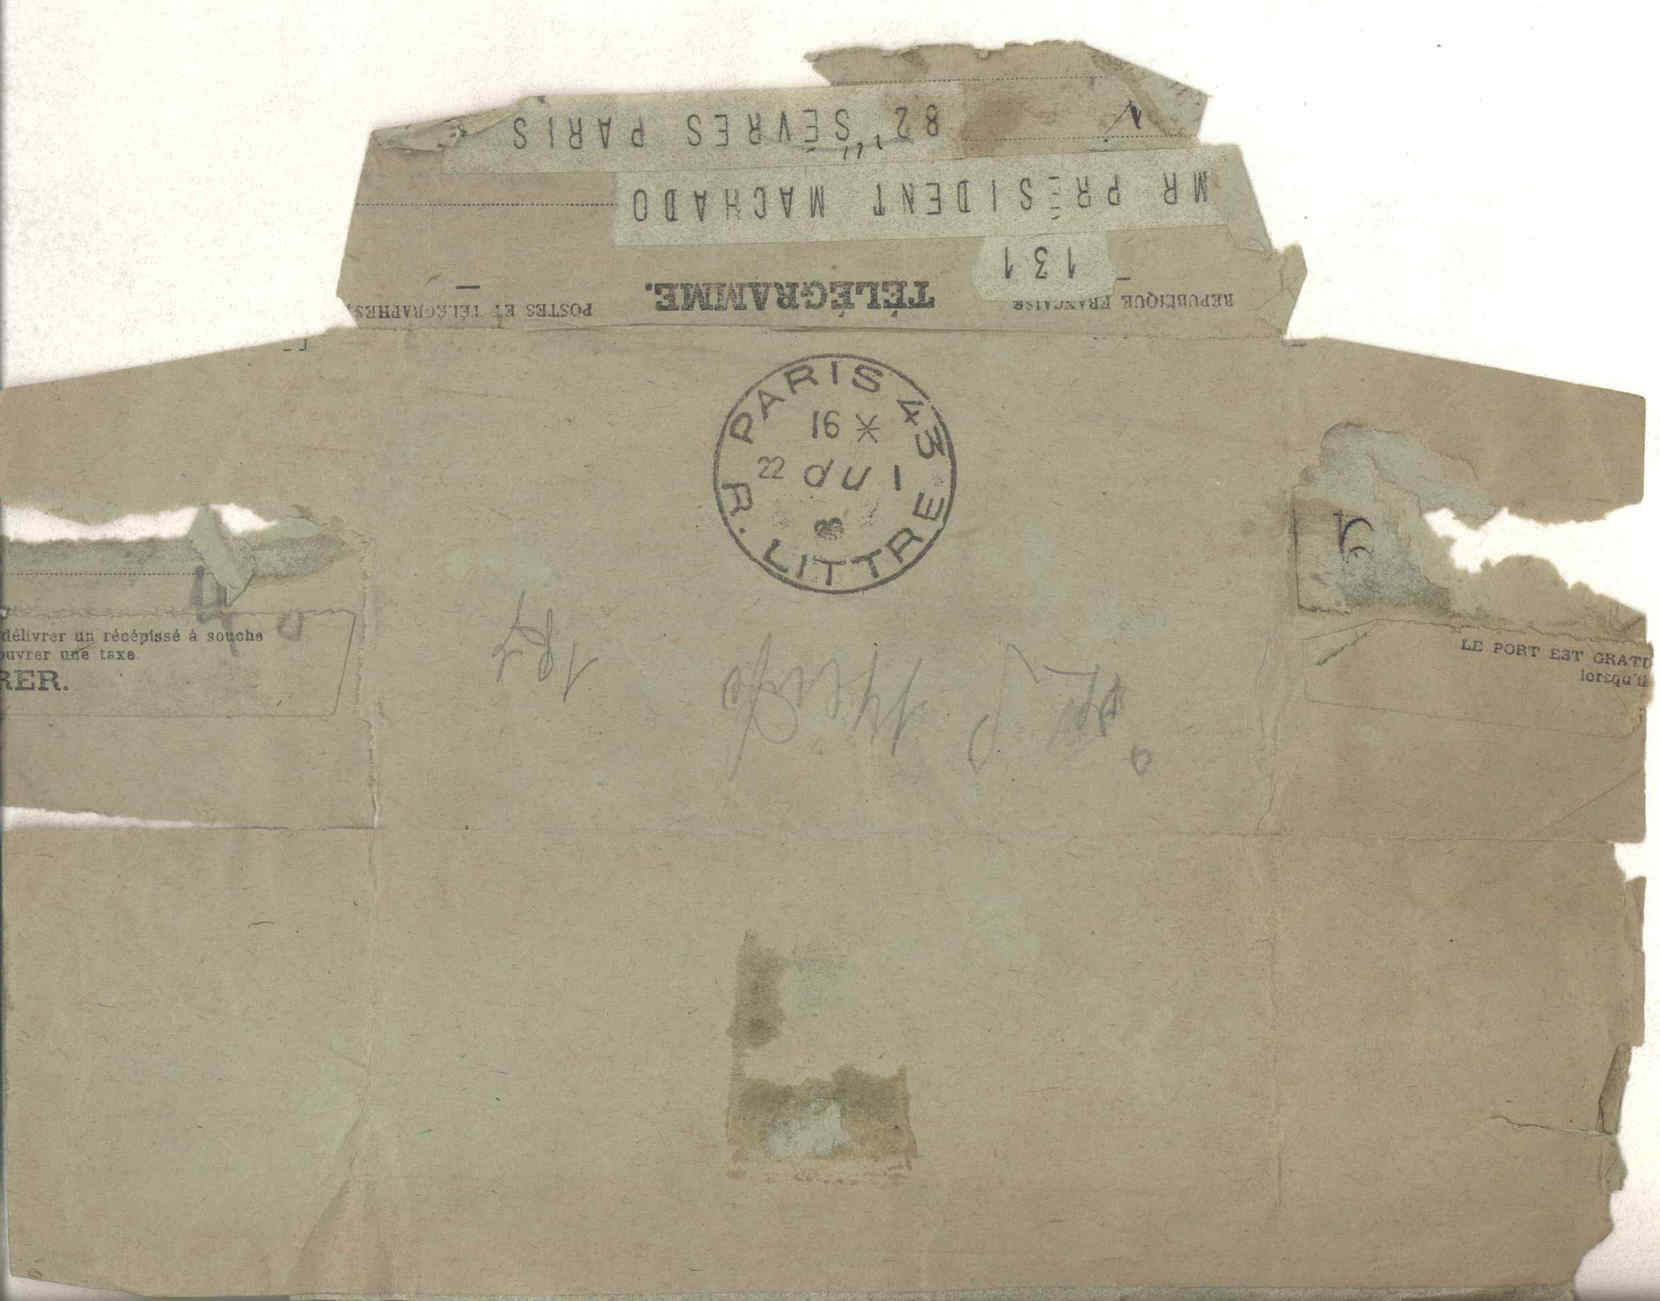 RÉPUBLIQUE FRANÇAISE
TÉLÉGRAMME.
POSTES ET TÉLÉGRAPHES
131
MR PRÉSIDENT MACHADO
82 SÈVRES PARIS
PARIS 43
16 *
22
R. LITTRE
182
délivrer un récépissé à souche
ouvrer une taxe.
RER.
LE PORT EST GRATU
lorsqu'il